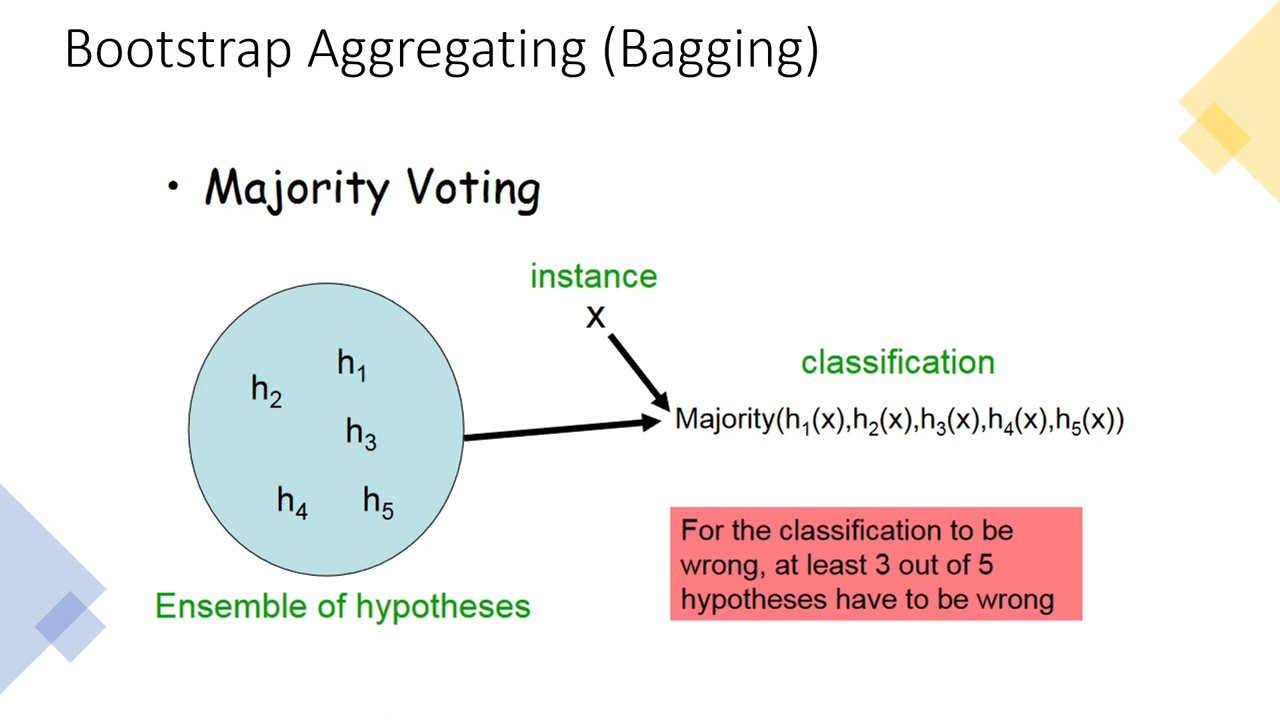 Bootstrap Aggregating (Bagging)
• Majority Voting
instance
x
h₁
h₂
h₃
h₄
h₅
classification
Majority(h₁(x),h₂(x),h₃(x),h₄(x),h₅(x))
For the classification to be
wrong, at least 3 out of 5
hypotheses have to be wrong
Ensemble of hypotheses